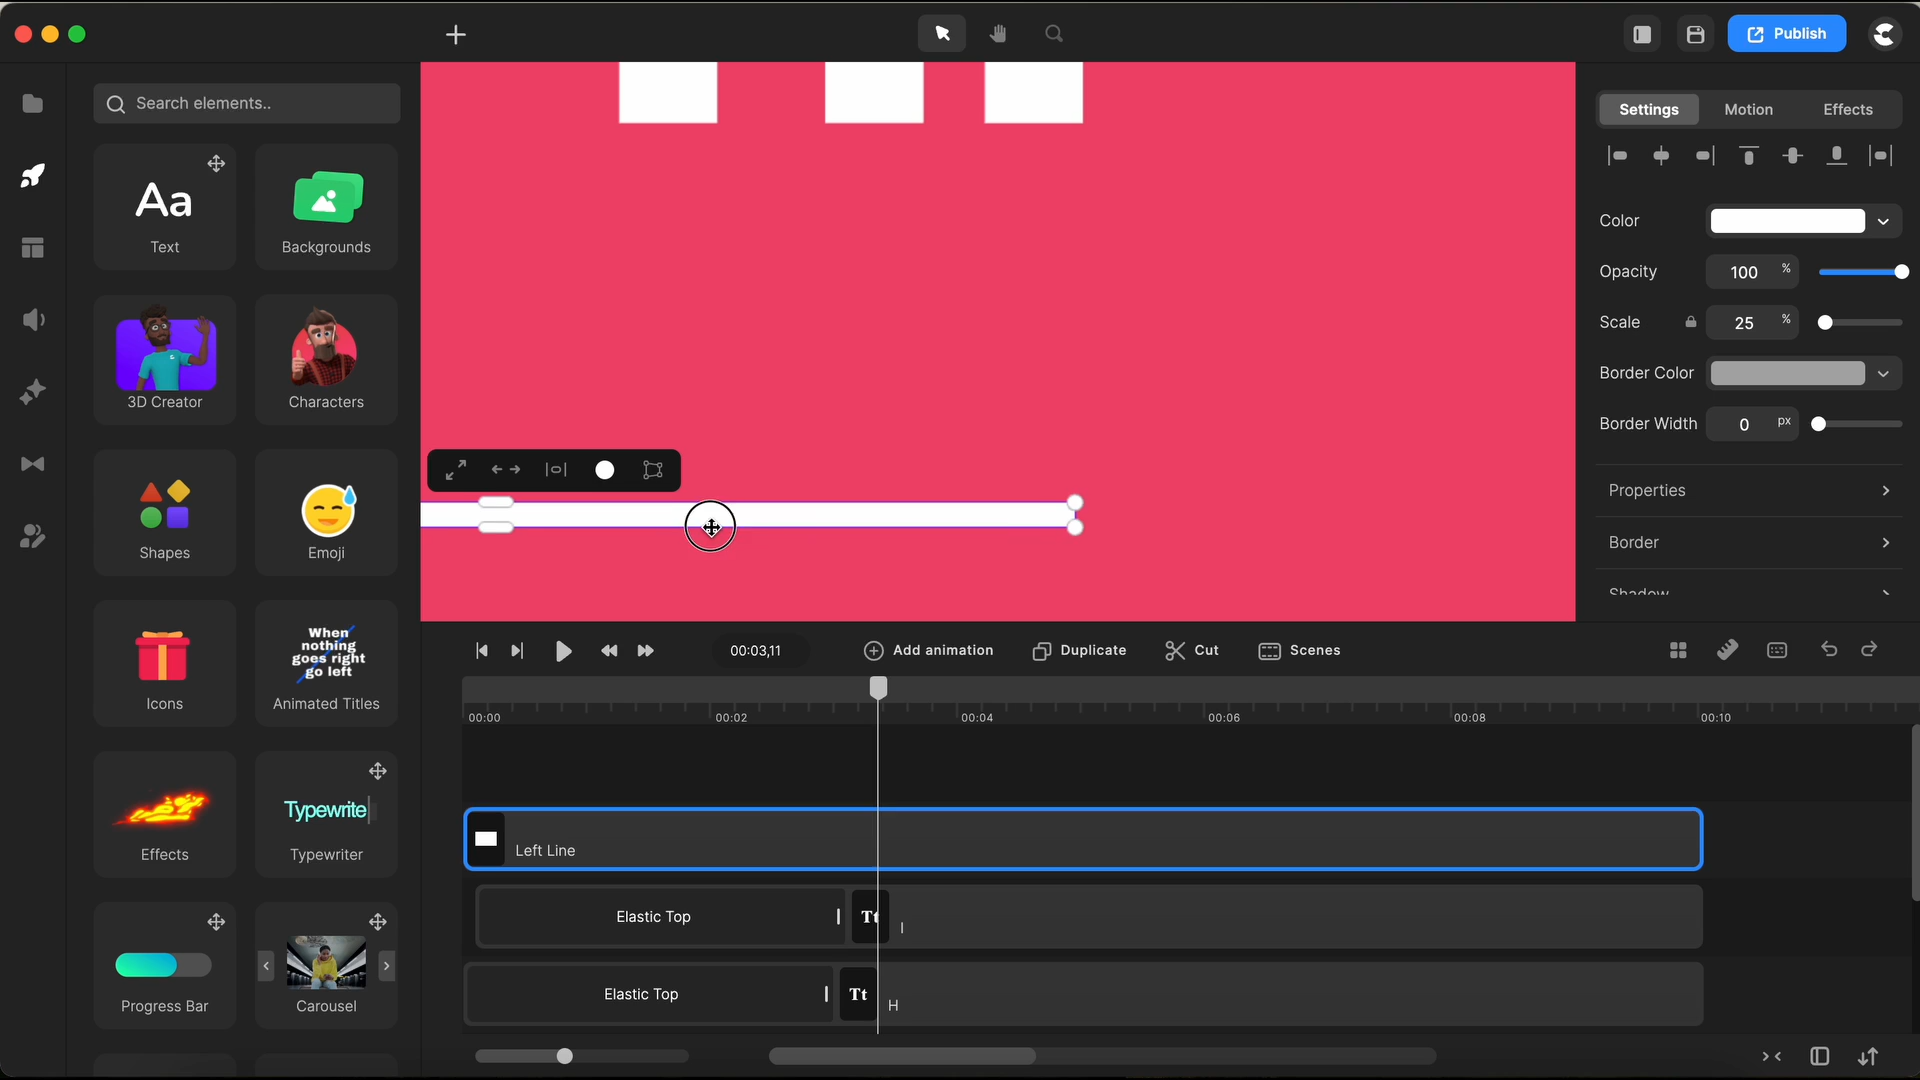 Publish
Search elements..
Settings
Motion
Effects
Aa
Text
Backgrounds
Color
Opacity
100
%
Scale
25
%
3D Creator
Characters
Border Color
Border Width
0
px
Properties
Shapes
Emoji
Border
Shadow
When
nothing
goes right
go left
Icons
Animated Titles
00:03,11
Add animation
Duplicate
Cut
Scenes
00:00
00:02
00:04
00:06
00:08
00:10
Typewrite
Effects
Typewriter
Left Line
Elastic Top
Tt
I
Progress Bar
Carousel
Elastic Top
Tt
H